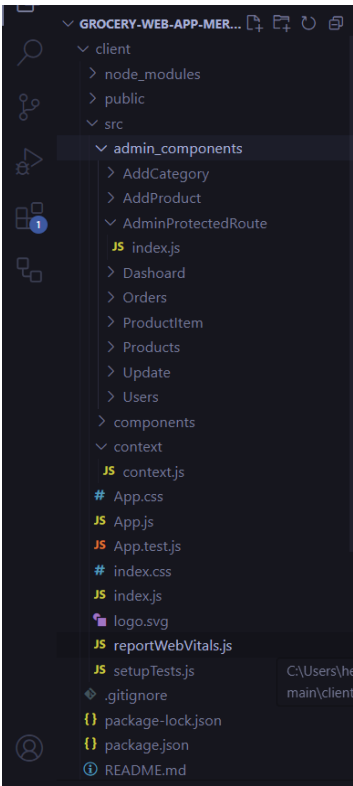 GROCERY-WEB-APP-MER...
client
node_modules
public
src
admin_components
AddCategory
AddProduct
AdminProtectedRoute
JS index.js
Dashoard
Orders
ProductItem
Products
Update
Users
components
context
JS context.js
# App.css
JS App.js
JS App.test.js
# index.css
JS index.js
logo.svg
JS reportWebVitals.js
JS setupTests.js
C:\Users\he
.gitignore
main\client
{} package-lock.json
{} package.json
README.md
1